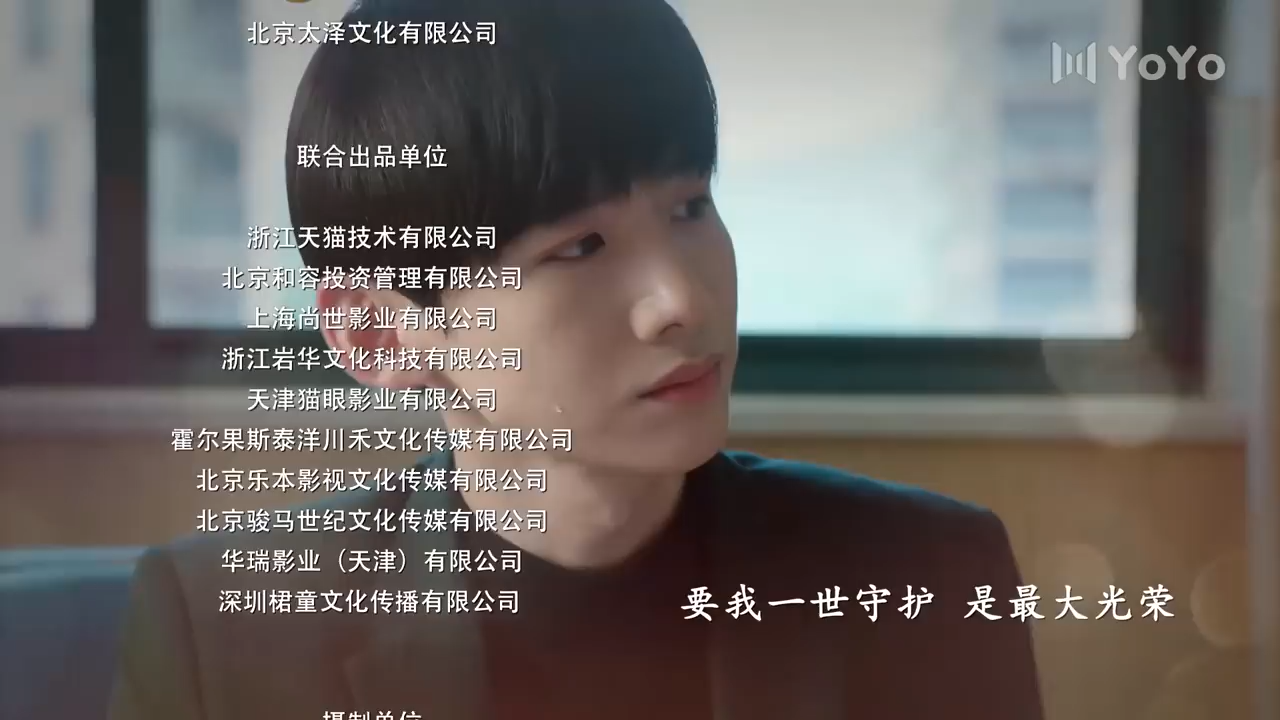 北京太泽文化有限公司
YoYo
联合出品单位
浙江天猫技术有限公司
北京和容投资管理有限公司
上海尚世影业有限公司
浙江岩华文化科技有限公司
天津猫眼影业有限公司
霍尔果斯泰洋川禾文化传媒有限公司
北京乐本影视文化传媒有限公司
北京骏马世纪文化传媒有限公司
华瑞影业（天津）有限公司
深圳桾童文化传播有限公司
要我一世守护 是最大光荣
摄制单位